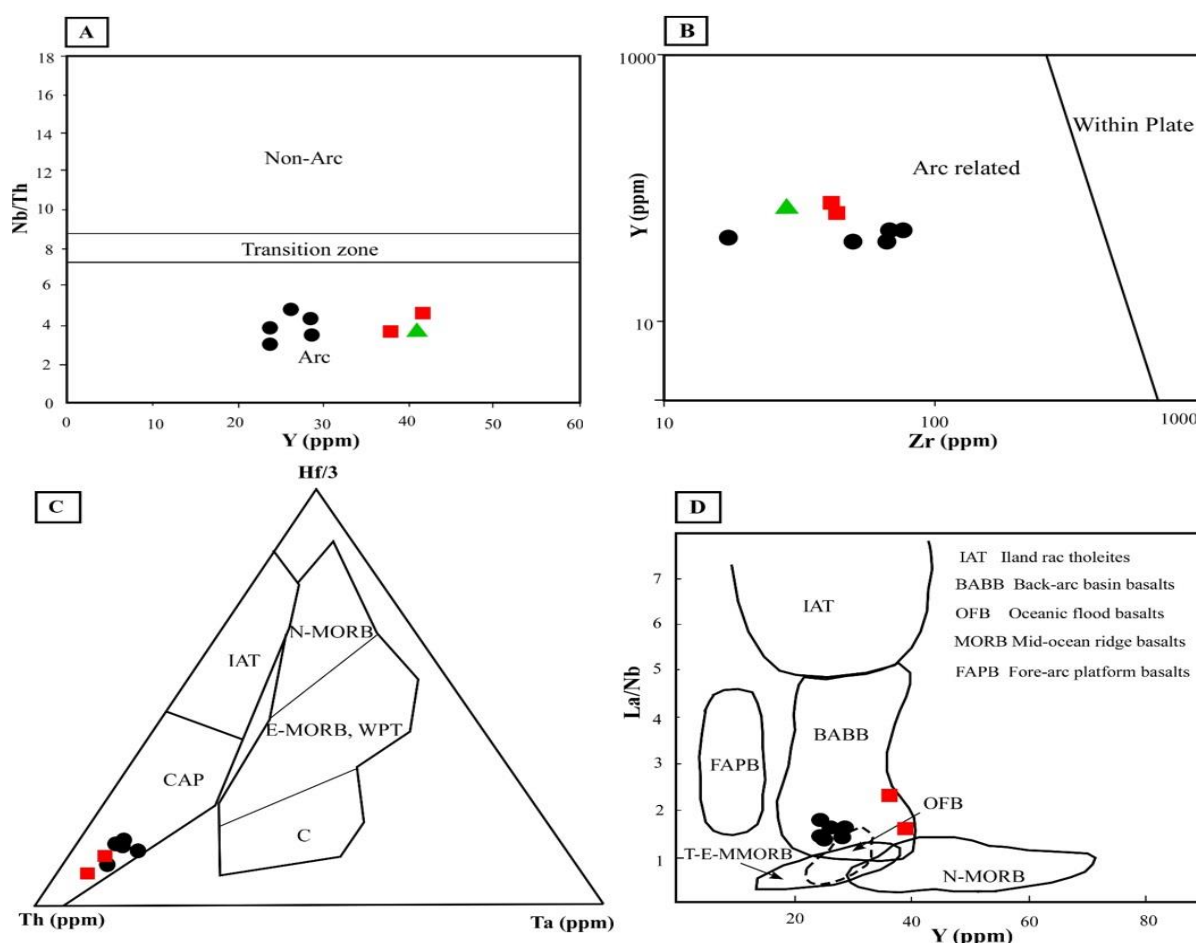 A
18
16
14
12
10
8
6
4
2
0
Nb/Th
Non-Arc
Transition zone
Arc
0
10
20
30
40
50
60
Y (ppm)
B
1000
10
Y (ppm)
Within Plate
Arc related
10
100
1000
Zr (ppm)
C
Hf/3
N-MORB
IAT
E-MORB, WPT
CAP
C
Th (ppm)
Ta (ppm)
D
7
6
5
4
3
2
1
La/Nb
IAT
IAT Iland rac tholeites
BABB Back-arc basin basalts
OFB Oceanic flood basalts
MORB Mid-ocean ridge basalts
FAPB Fore-arc platform basalts
BABB
FAPB
OFB
T-E-MMORB
N-MORB
20
40
60
80
Y (ppm)